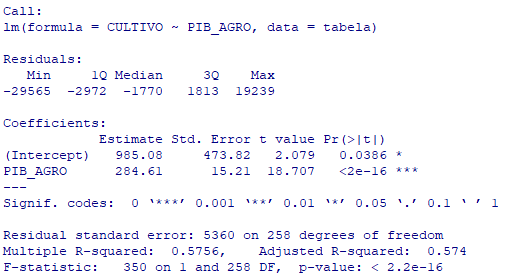 Call:
lm(formula = CULTIVO ~ PIB_AGRO, data = tabela)
Residuals:
Min 1Q Median 3Q Max
-29565 -2972 -1770 1813 19239
Coefficients:
Estimate Std. Error t value Pr(>|t|)
(Intercept) 985.08 473.82 2.079 0.0386 *
PIB_AGRO 284.61 15.21 18.707 <2e-16 ***
---
Signif. codes: 0 ‘***’ 0.001 ‘**’ 0.01 ‘*’ 0.05 ‘.’ 0.1 ‘ ’ 1
Residual standard error: 5360 on 258 degrees of freedom
Multiple R-squared: 0.5756, Adjusted R-squared: 0.574
F-statistic: 350 on 1 and 258 DF, p-value: < 2.2e-16